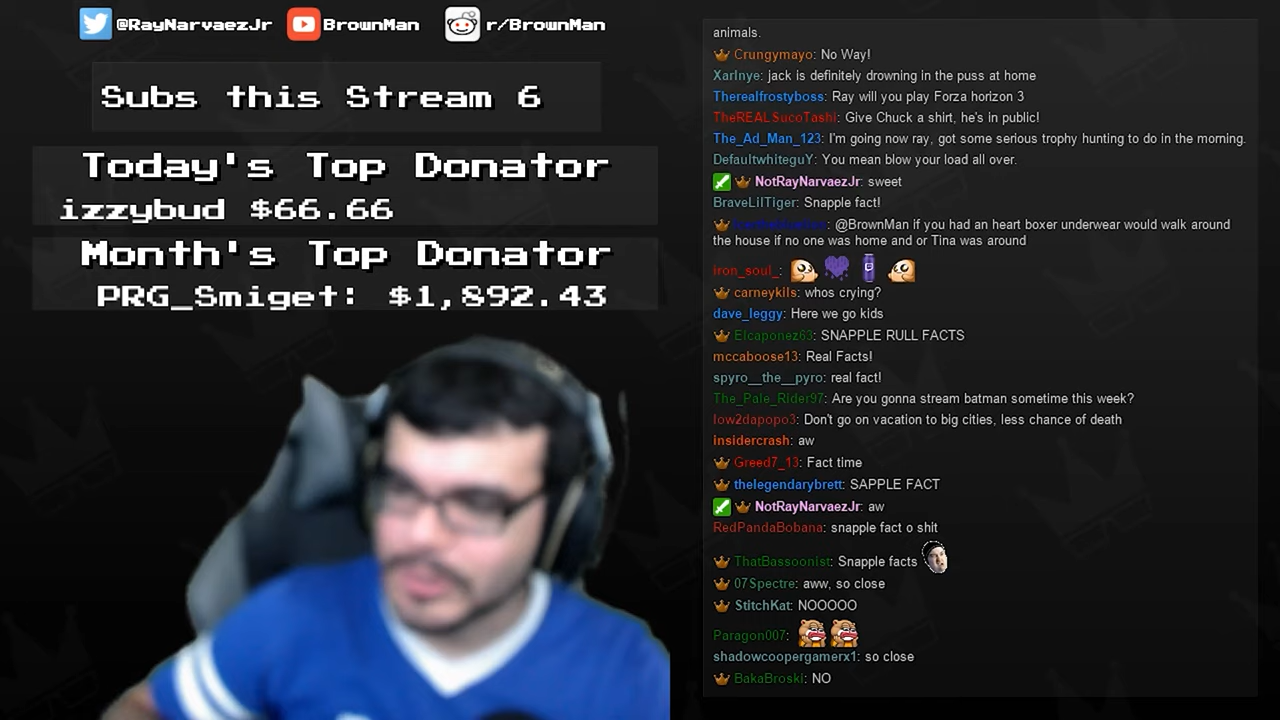 @RayNarvaezJr BrownMan r/BrownMan
Subs this Stream 6
Today's Top Donator
izzybud $66.66
Month's Top Donator
PRG_Smiget: $1,892.43
animals.
Crungymayo: No Way!
Xarlnye: jack is definitely drowning in the puss at home
Therealfrostyboss: Ray will you play Forza horizon 3
TheREALSucoTashi: Give Chuck a shirt, he's in public!
The_Ad_Man_123: I'm going now ray, got some serious trophy hunting to do in the morning.
DefaultwhiteguY: You mean blow your load all over.
NotRayNarvaezJr: sweet
BraveLilTiger: Snapple fact!
: @BrownMan if you had an heart boxer underwear would walk around
the house if no one was home and or Tina was around
iron_soul_:
carneykils: whos crying?
dave_leggy: Here we go kids
Elcaponez63: SNAPPLE RULL FACTS
mccaboose13: Real Facts!
spyro__the__pyro: real fact!
The_Pale_Rider97: Are you gonna stream batman sometime this week?
low2dapopo3: Don't go on vacation to big cities, less chance of death
insidercrash: aw
Greed7_13: Fact time
thelegendarybrett: SAPPLE FACT
NotRayNarvaezJr: aw
RedPandaBobana: snapple fact o shit
ThatBassoonIst: Snapple facts
07Spectre: aww, so close
StitchKat: NOOOOO
Paragon007:
shadowcoopergamerx1: so close
BakaBroski: NO